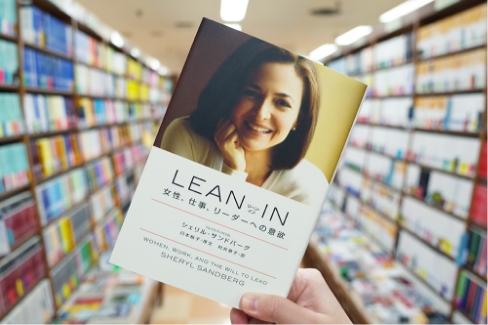 LEAN IN
女性、仕事、リーダーへの意欲
シェリル・サンドバーグ
WOMEN, WORK, AND THE WILL TO LEAD
SHERYL SANDBERG